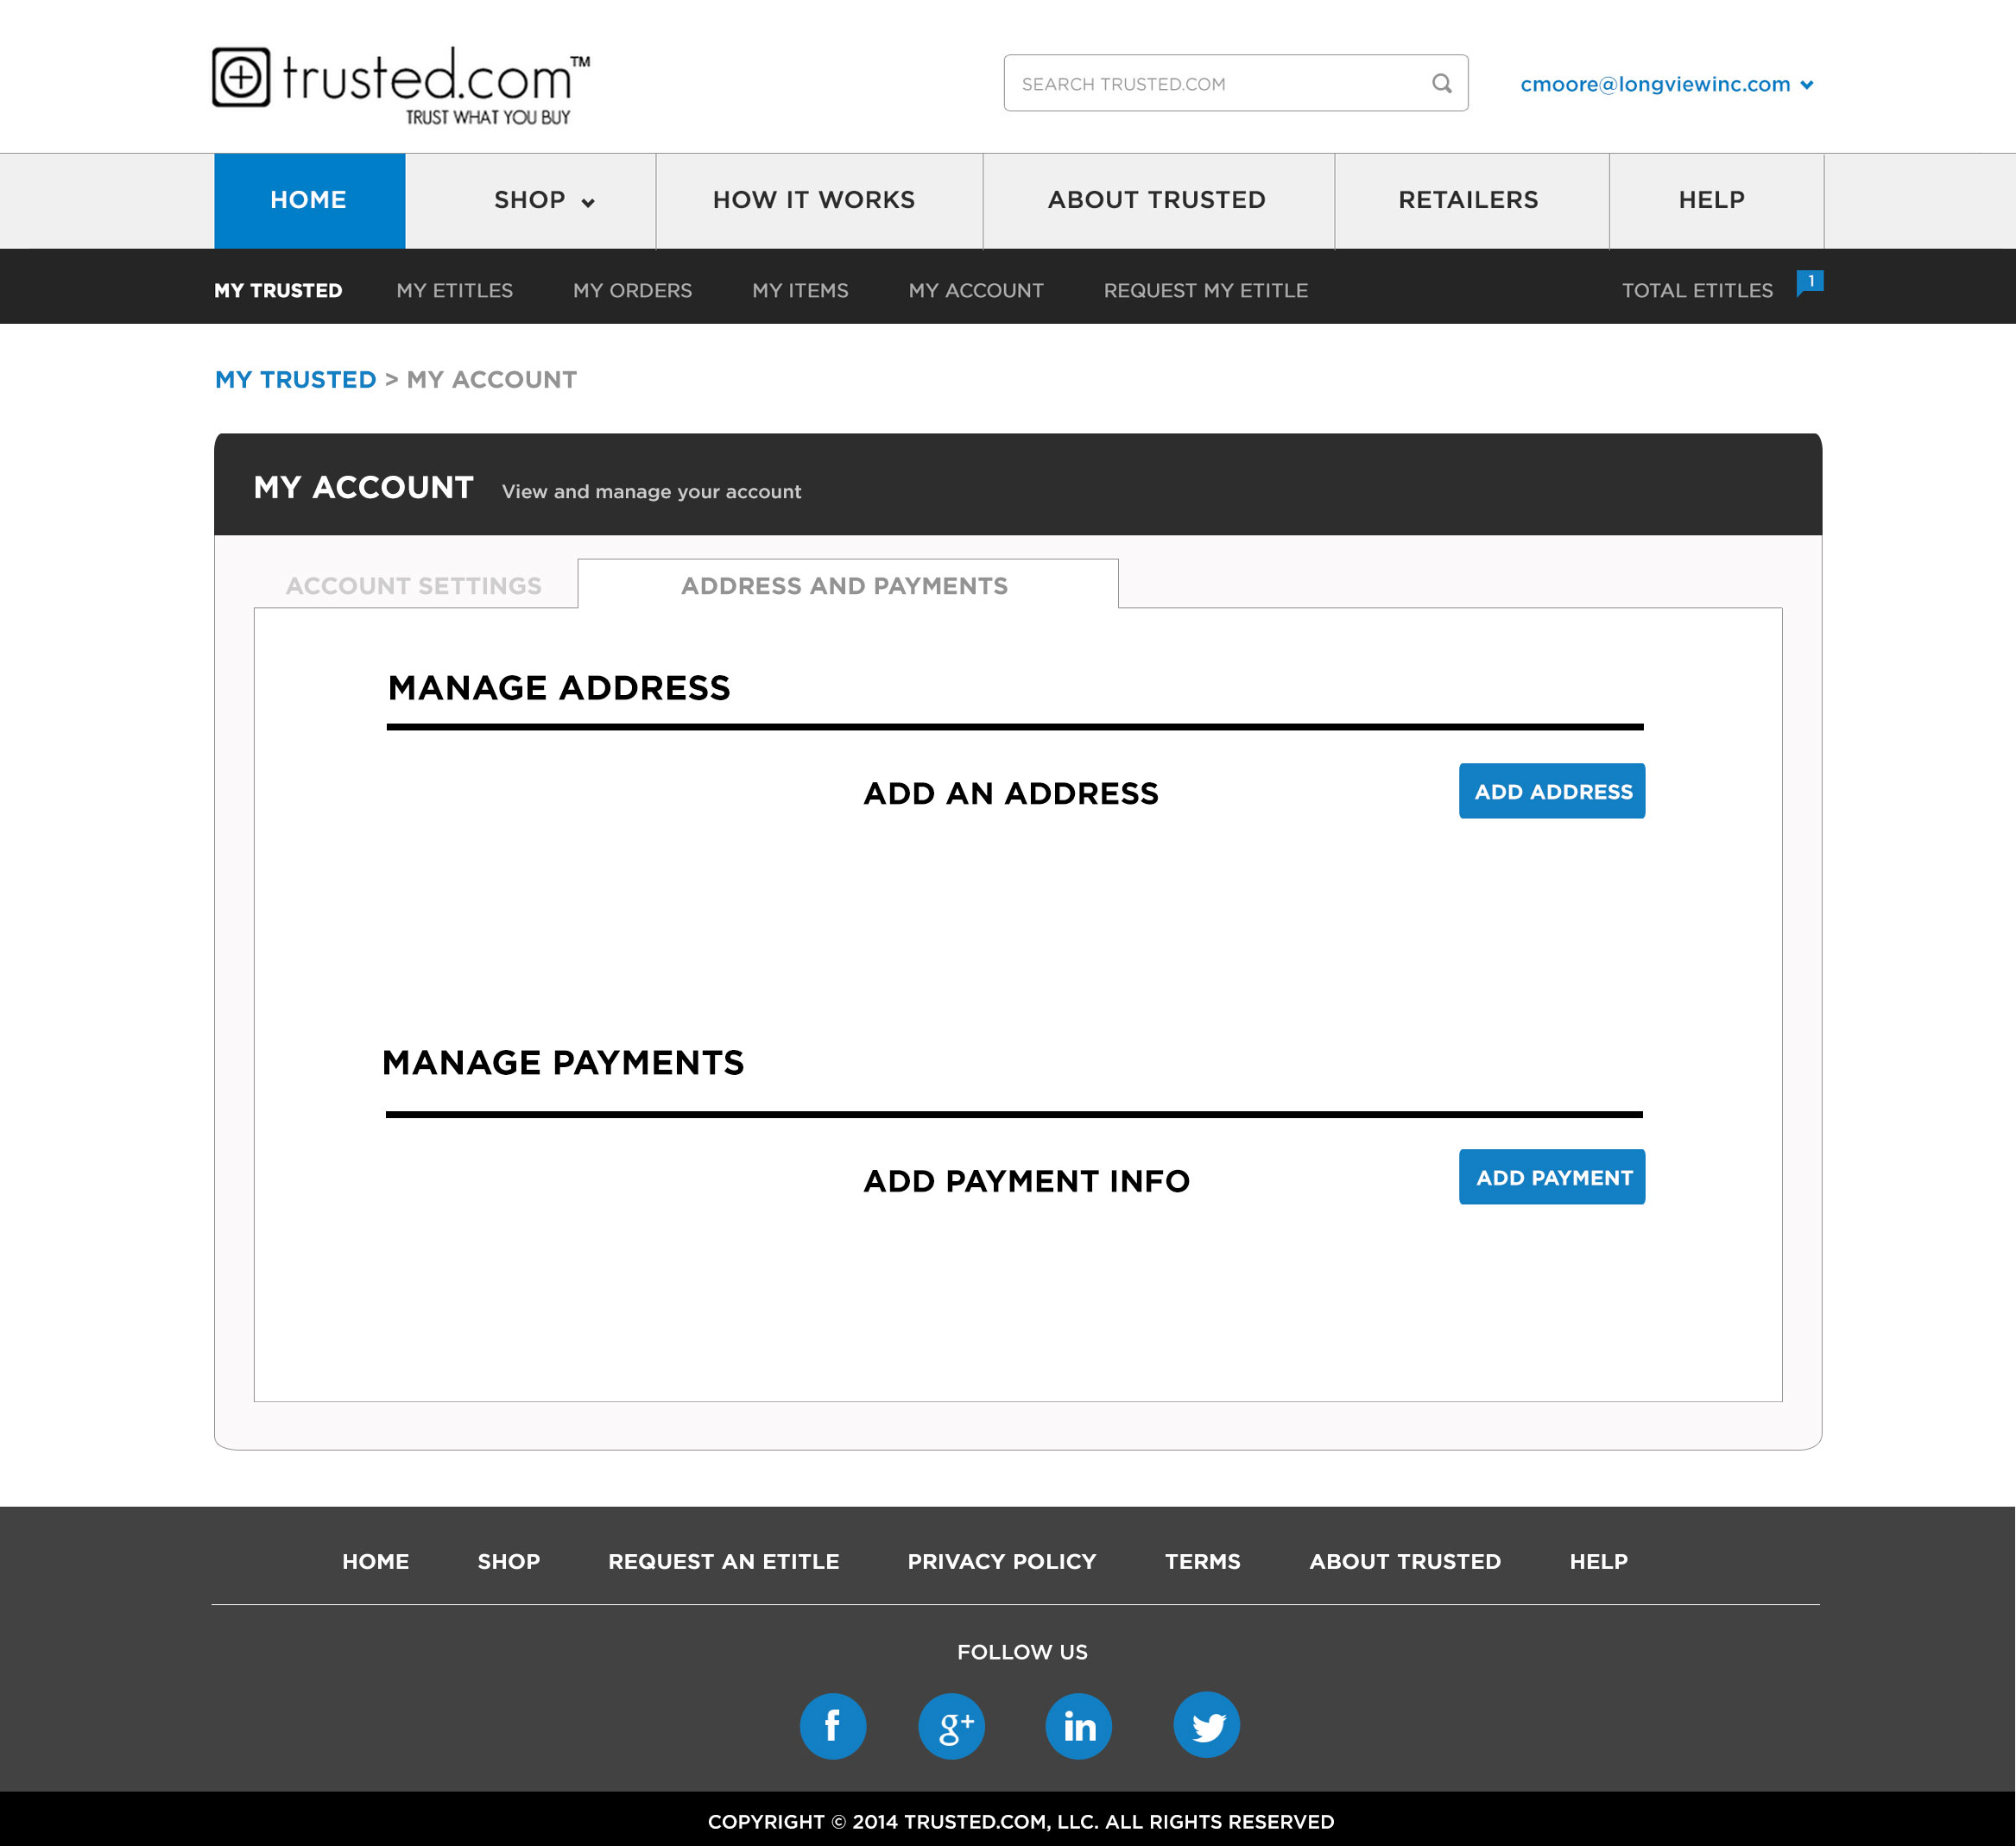 trusted.com™
TRUST WHAT YOU BUY
SEARCH TRUSTED.COM
cmoore@longviewinc.com
HOME SHOP HOW IT WORKS ABOUT TRUSTED RETAILERS HELP
MY TRUSTED MY ETITLES MY ORDERS MY ITEMS MY ACCOUNT REQUEST MY ETITLE TOTAL ETITLES 1
MY TRUSTED > MY ACCOUNT
MY ACCOUNT View and manage your account
ACCOUNT SETTINGS ADDRESS AND PAYMENTS
MANAGE ADDRESS
ADD AN ADDRESS ADD ADDRESS
MANAGE PAYMENTS
ADD PAYMENT INFO ADD PAYMENT
HOME SHOP REQUEST AN ETITLE PRIVACY POLICY TERMS ABOUT TRUSTED HELP
FOLLOW US
f g+ in
COPYRIGHT © 2014 TRUSTED.COM, LLC. ALL RIGHTS RESERVED